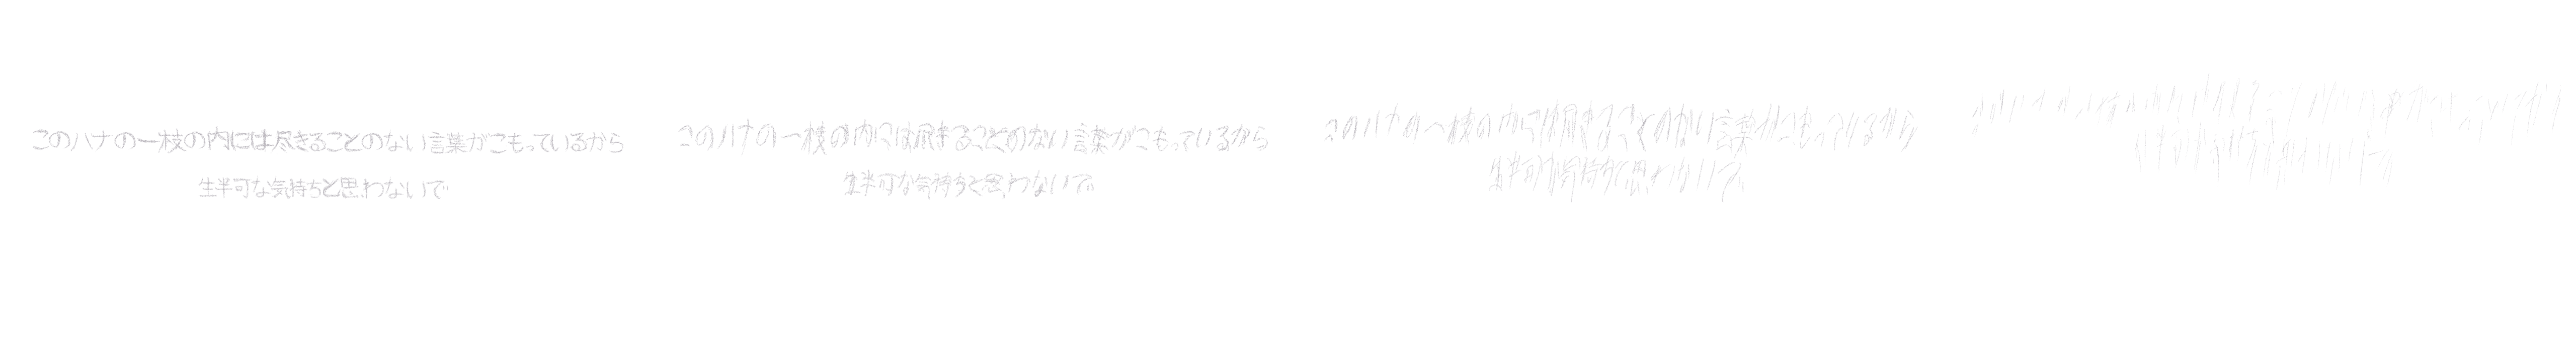 このハナの一枝の内には尽きることのない言葉がこもっているから
生半可な気持ちと思わないで
このハナの一枝の内には尽きることのない言葉がこもっているから
生半可な気持ちと思わないで
このハナの一枝の内には尽きることのない言葉がこもっているから
生半可な気持ちと思わないで